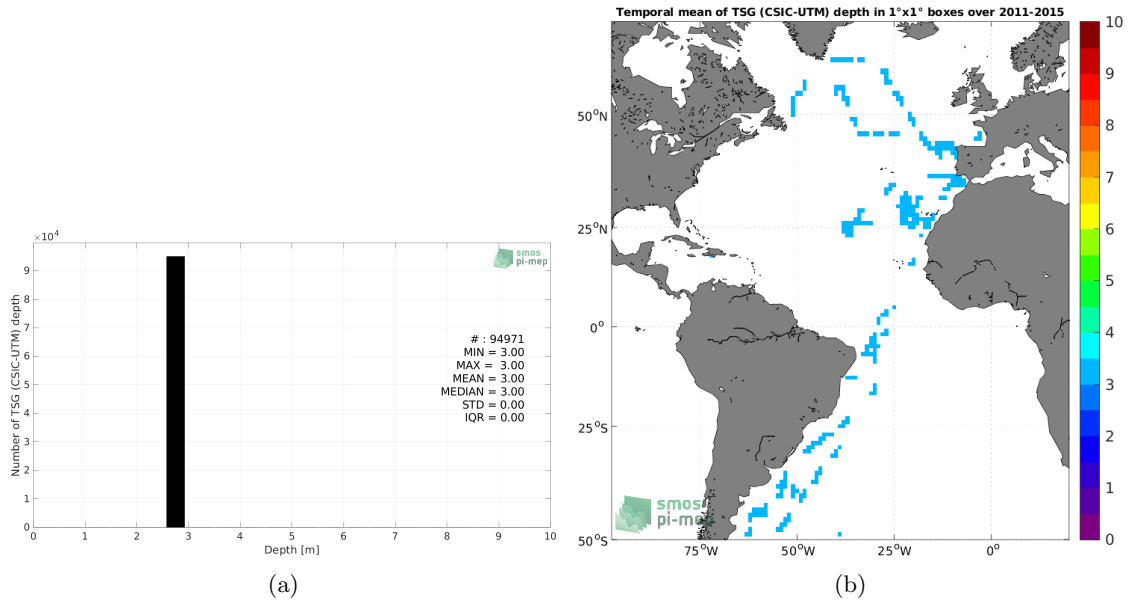 ×10^4
9
8
7
6
5
4
3
2
1
0
Number of TSG (CSIC-UTM) depth
0 1 2 3 4 5 6 7 8 9 10
Depth [m]
smos
pi-mep
# : 94971
MIN = 3.00
MAX = 3.00
MEAN = 3.00
MEDIAN = 3.00
STD = 0.00
IQR = 0.00
(a)
Temporal mean of TSG (CSIC-UTM) depth in 1°x1° boxes over 2011-2015
50°N
25°N
0°
25°S
50°S
75°W 50°W 25°W 0°
smos
pi-mep
10
9
8
7
6
5
4
3
2
1
0
(b)